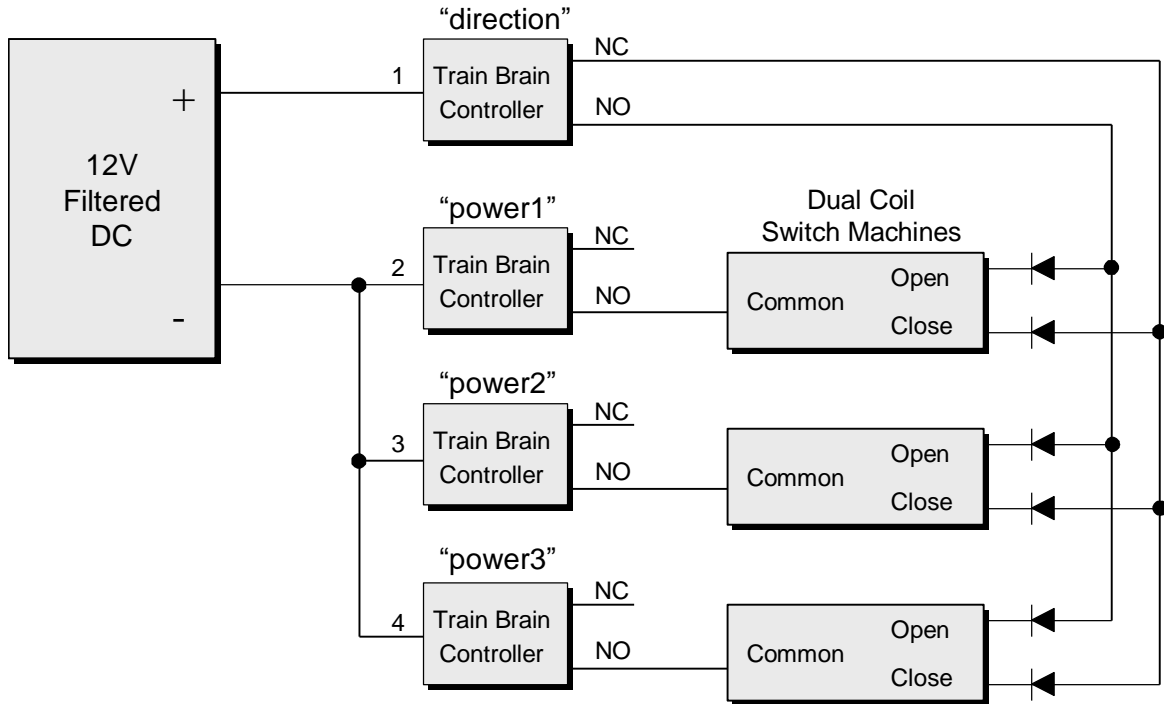 “direction”
NC
1
Train Brain
Controller
+
NO
12V
Filtered
DC
-
“power1”
NC
2
Train Brain
Controller
NO
Dual Coil
Switch Machines
Common
Open
Close
“power2”
NC
3
Train Brain
Controller
NO
Common
Open
Close
“power3”
NC
4
Train Brain
Controller
NO
Common
Open
Close